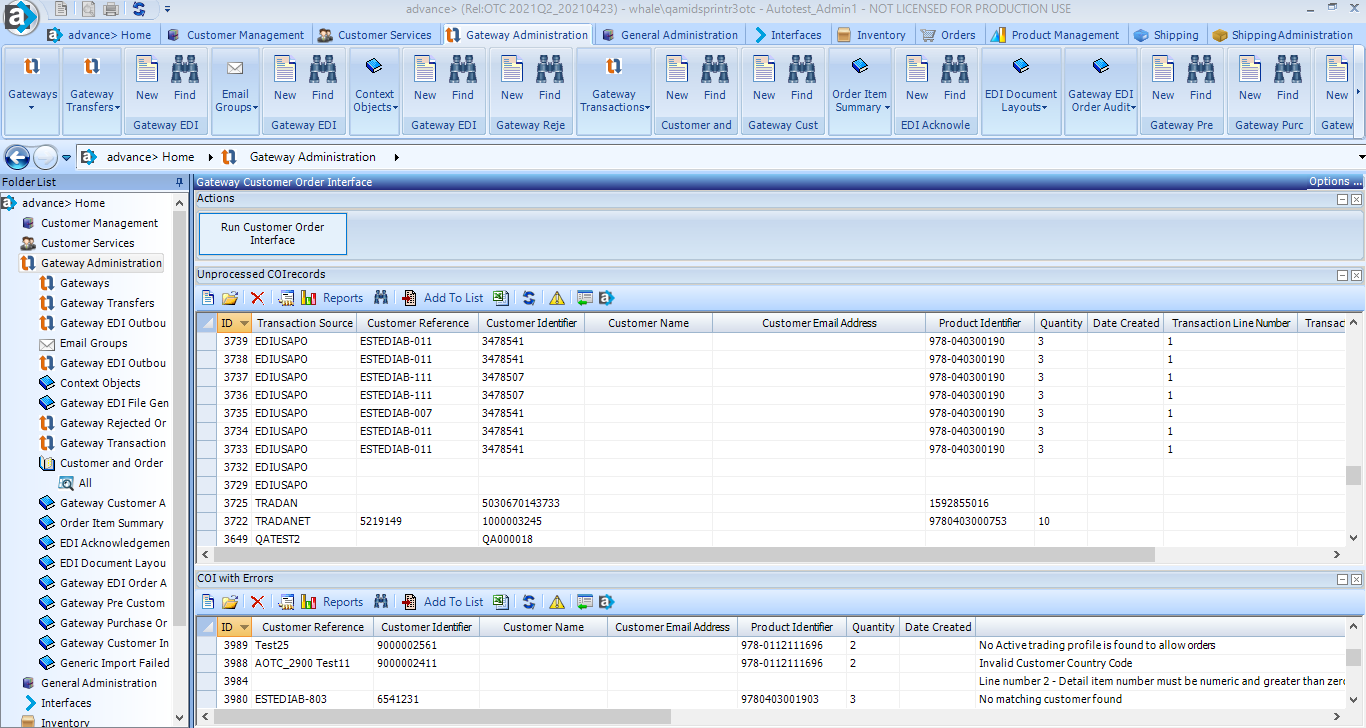 advance> (Rel:OTC 2021Q2_20210423) - whale\qamidsprintr3otc - Autotest_Admin1 - NOT LICENSED FOR PRODUCTION USE
advance> Home Customer Management Customer Services Gateway Administration General Administration Interfaces Inventory Orders Product Management Shipping ShippingAdministration
Gateways Gateway Transfers New Find Email Groups New Find Context Objects New Find New Find Gateway Transactions New Find New Find Order Item Summary New Find EDI Document Layouts Gateway EDI Order Audit New Find New Find New
Gateway EDI Gateway EDI Gateway EDI Gateway Reje Customer and Gateway Cust EDI Acknowle Gateway Pre Gateway Purc Gatew
advance> Home Gateway Administration
Folder List
advance> Home
Customer Management
Customer Services
Gateway Administration
Gateways
Gateway Transfers
Gateway EDI Outbou
Email Groups
Gateway EDI Outbou
Context Objects
Gateway EDI File Gen
Gateway Rejected Or
Gateway Transaction
Customer and Order
All
Gateway Customer A
Order Item Summary
EDI Acknowledgemen
EDI Document Layou
Gateway EDI Order A
Gateway Pre Custom
Gateway Purchase Or
Gateway Customer In
Generic Import Failed
General Administration
Interfaces
Inventory
Gateway Customer Order Interface Options ...
Actions
Run Customer Order
Interface
Unprocessed COIrecords
Reports Add To List
ID Transaction Source Customer Reference Customer Identifier Customer Name Customer Email Address Product Identifier Quantity Date Created Transaction Line Number Transac
3739 EDIUSAPO ESTEDIAB-011 3478541 978-040300190 3 1
3738 EDIUSAPO ESTEDIAB-011 3478541 978-040300190 3 1
3737 EDIUSAPO ESTEDIAB-111 3478507 978-040300190 3 1
3736 EDIUSAPO ESTEDIAB-111 3478507 978-040300190 3 1
3735 EDIUSAPO ESTEDIAB-007 3478541 978-040300190 3 1
3734 EDIUSAPO ESTEDIAB-011 3478541 978-040300190 3 1
3733 EDIUSAPO ESTEDIAB-011 3478541 978-040300190 3 1
3732 EDIUSAPO
3729 EDIUSAPO
3725 TRADAN 5030670143733 1592855016
3722 TRADANET 5219149 1000003245 9780403000753 10
3649 QATEST2 QA000018
COI with Errors
Reports Add To List
ID Customer Reference Customer Identifier Customer Name Customer Email Address Product Identifier Quantity Date Created
3989 Test25 9000002561 978-0112111696 2 No Active trading profile is found to allow orders
3988 AOTC_2900 Test11 9000002411 978-0112111696 2 Invalid Customer Country Code
3984 Line number 2 - Detail item number must be numeric and greater than zero
3980 ESTEDIAB-803 6541231 9780403001903 3 No matching customer found